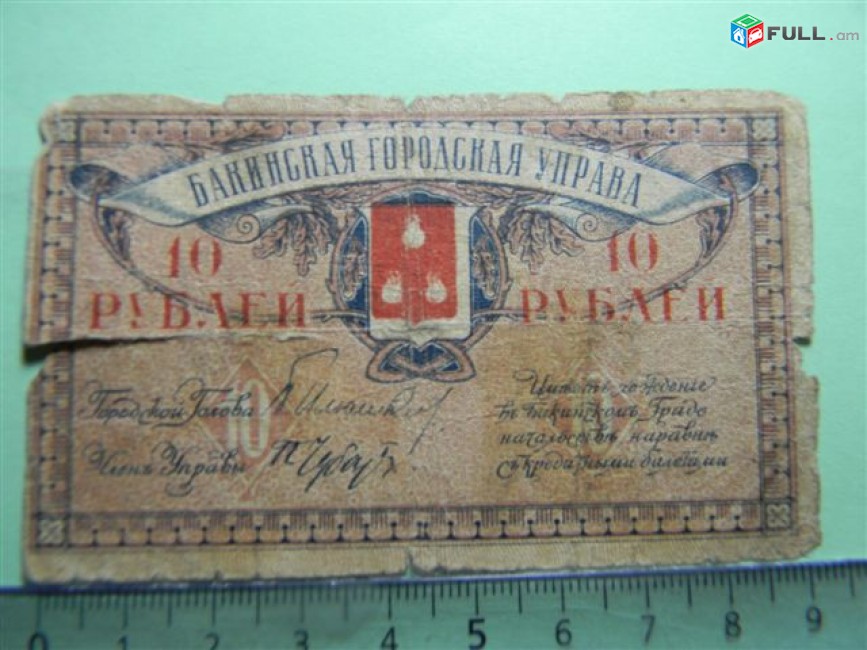 FULL.am
БАКИНСКАЯ ГОРОДСКАЯ УПРАВА
10 10
РУБЛЕЙ РУБЛЕЙ
Городской Голова
Членъ Управы
10
Имѣетъ хожденіе
въ Бакинскомъ Градо
начальствѣ наравнѣ
съ кредитными билетами
0 1 2 3 4 5 6 7 8 9